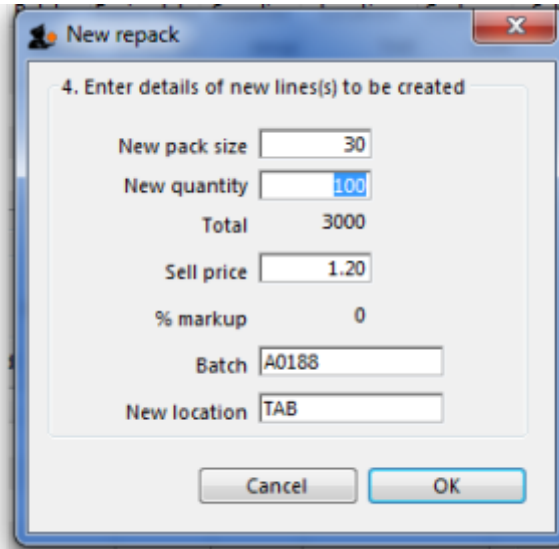 New repack
4. Enter details of new lines(s) to be created
New pack size 30
New quantity 100
Total 3000
Sell price 1.20
% markup 0
Batch A0188
New location TAB
Cancel OK